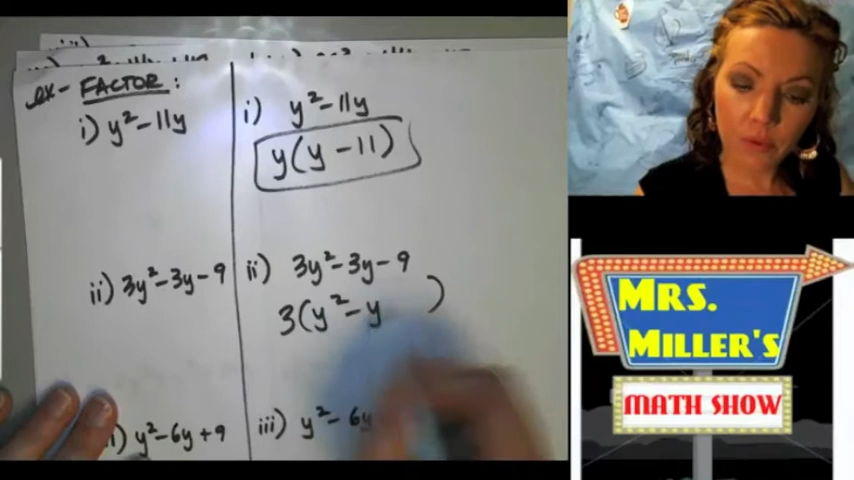 ex- FACTOR:
i) y² - 11y
ii) 3y² - 3y - 9
y² - 6y + 9
i) y² - 11y
y(y - 11)
ii) 3y² - 3y - 9
3(y² - y )
iii) y² - 6y
MRS.
MILLER'S
MATH SHOW